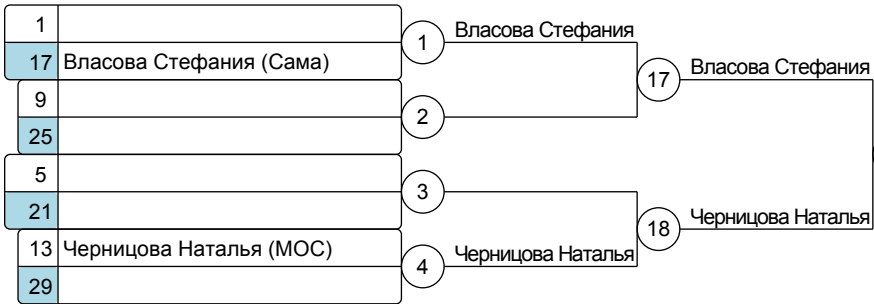 1
17 Власова Стефания (Сама)
9
25
5
21
13 Черницова Наталья (МОС)
29
1 Власова Стефания
2
3
4 Черницова Наталья
17 Власова Стефания
18 Черницова Наталья